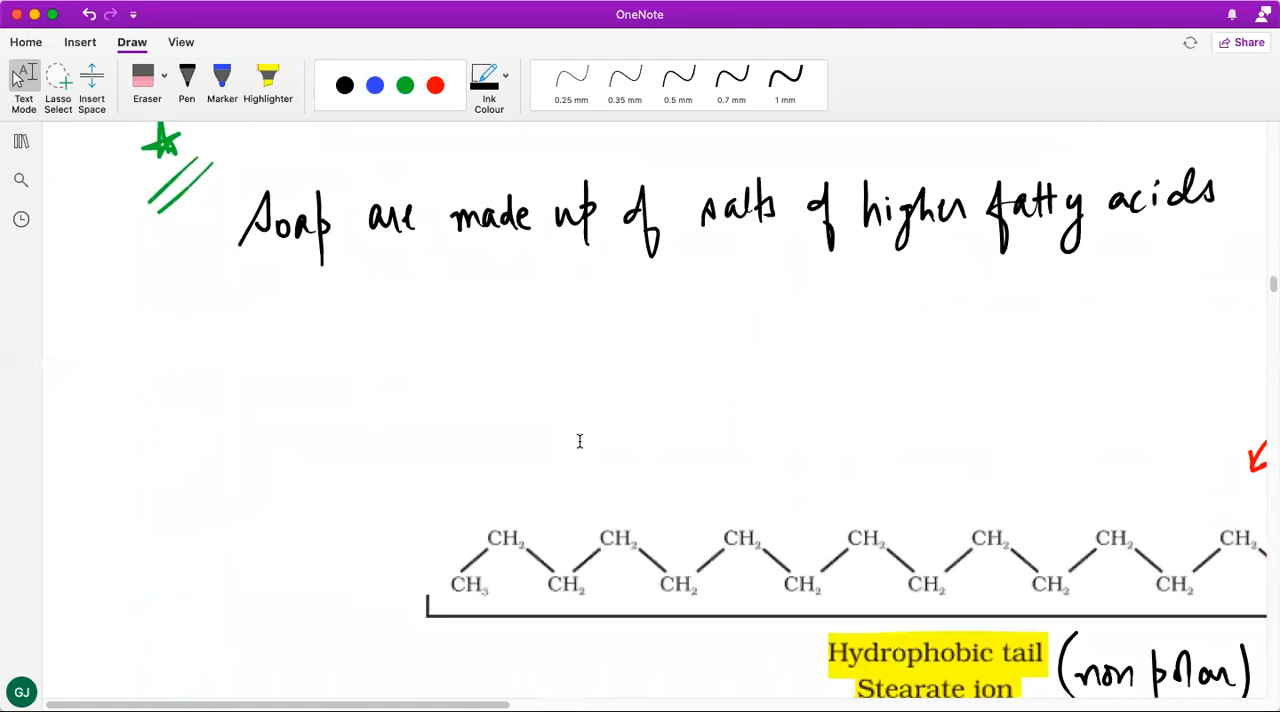 OneNote
Home Insert Draw View
Share
Text Mode
Lasso Select
Insert Space
Eraser
Pen
Marker
Highlighter
Ink Colour
0.25 mm
0.35 mm
0.5 mm
0.7 mm
1 mm
Soap are made up of salts of higher fatty acids
CH₂ CH₂ CH₂ CH₂ CH₂ CH₂ CH₂
CH₃ CH₂ CH₂ CH₂ CH₂ CH₂ CH₂
Hydrophobic tail (non polar)
Stearate ion
GJ